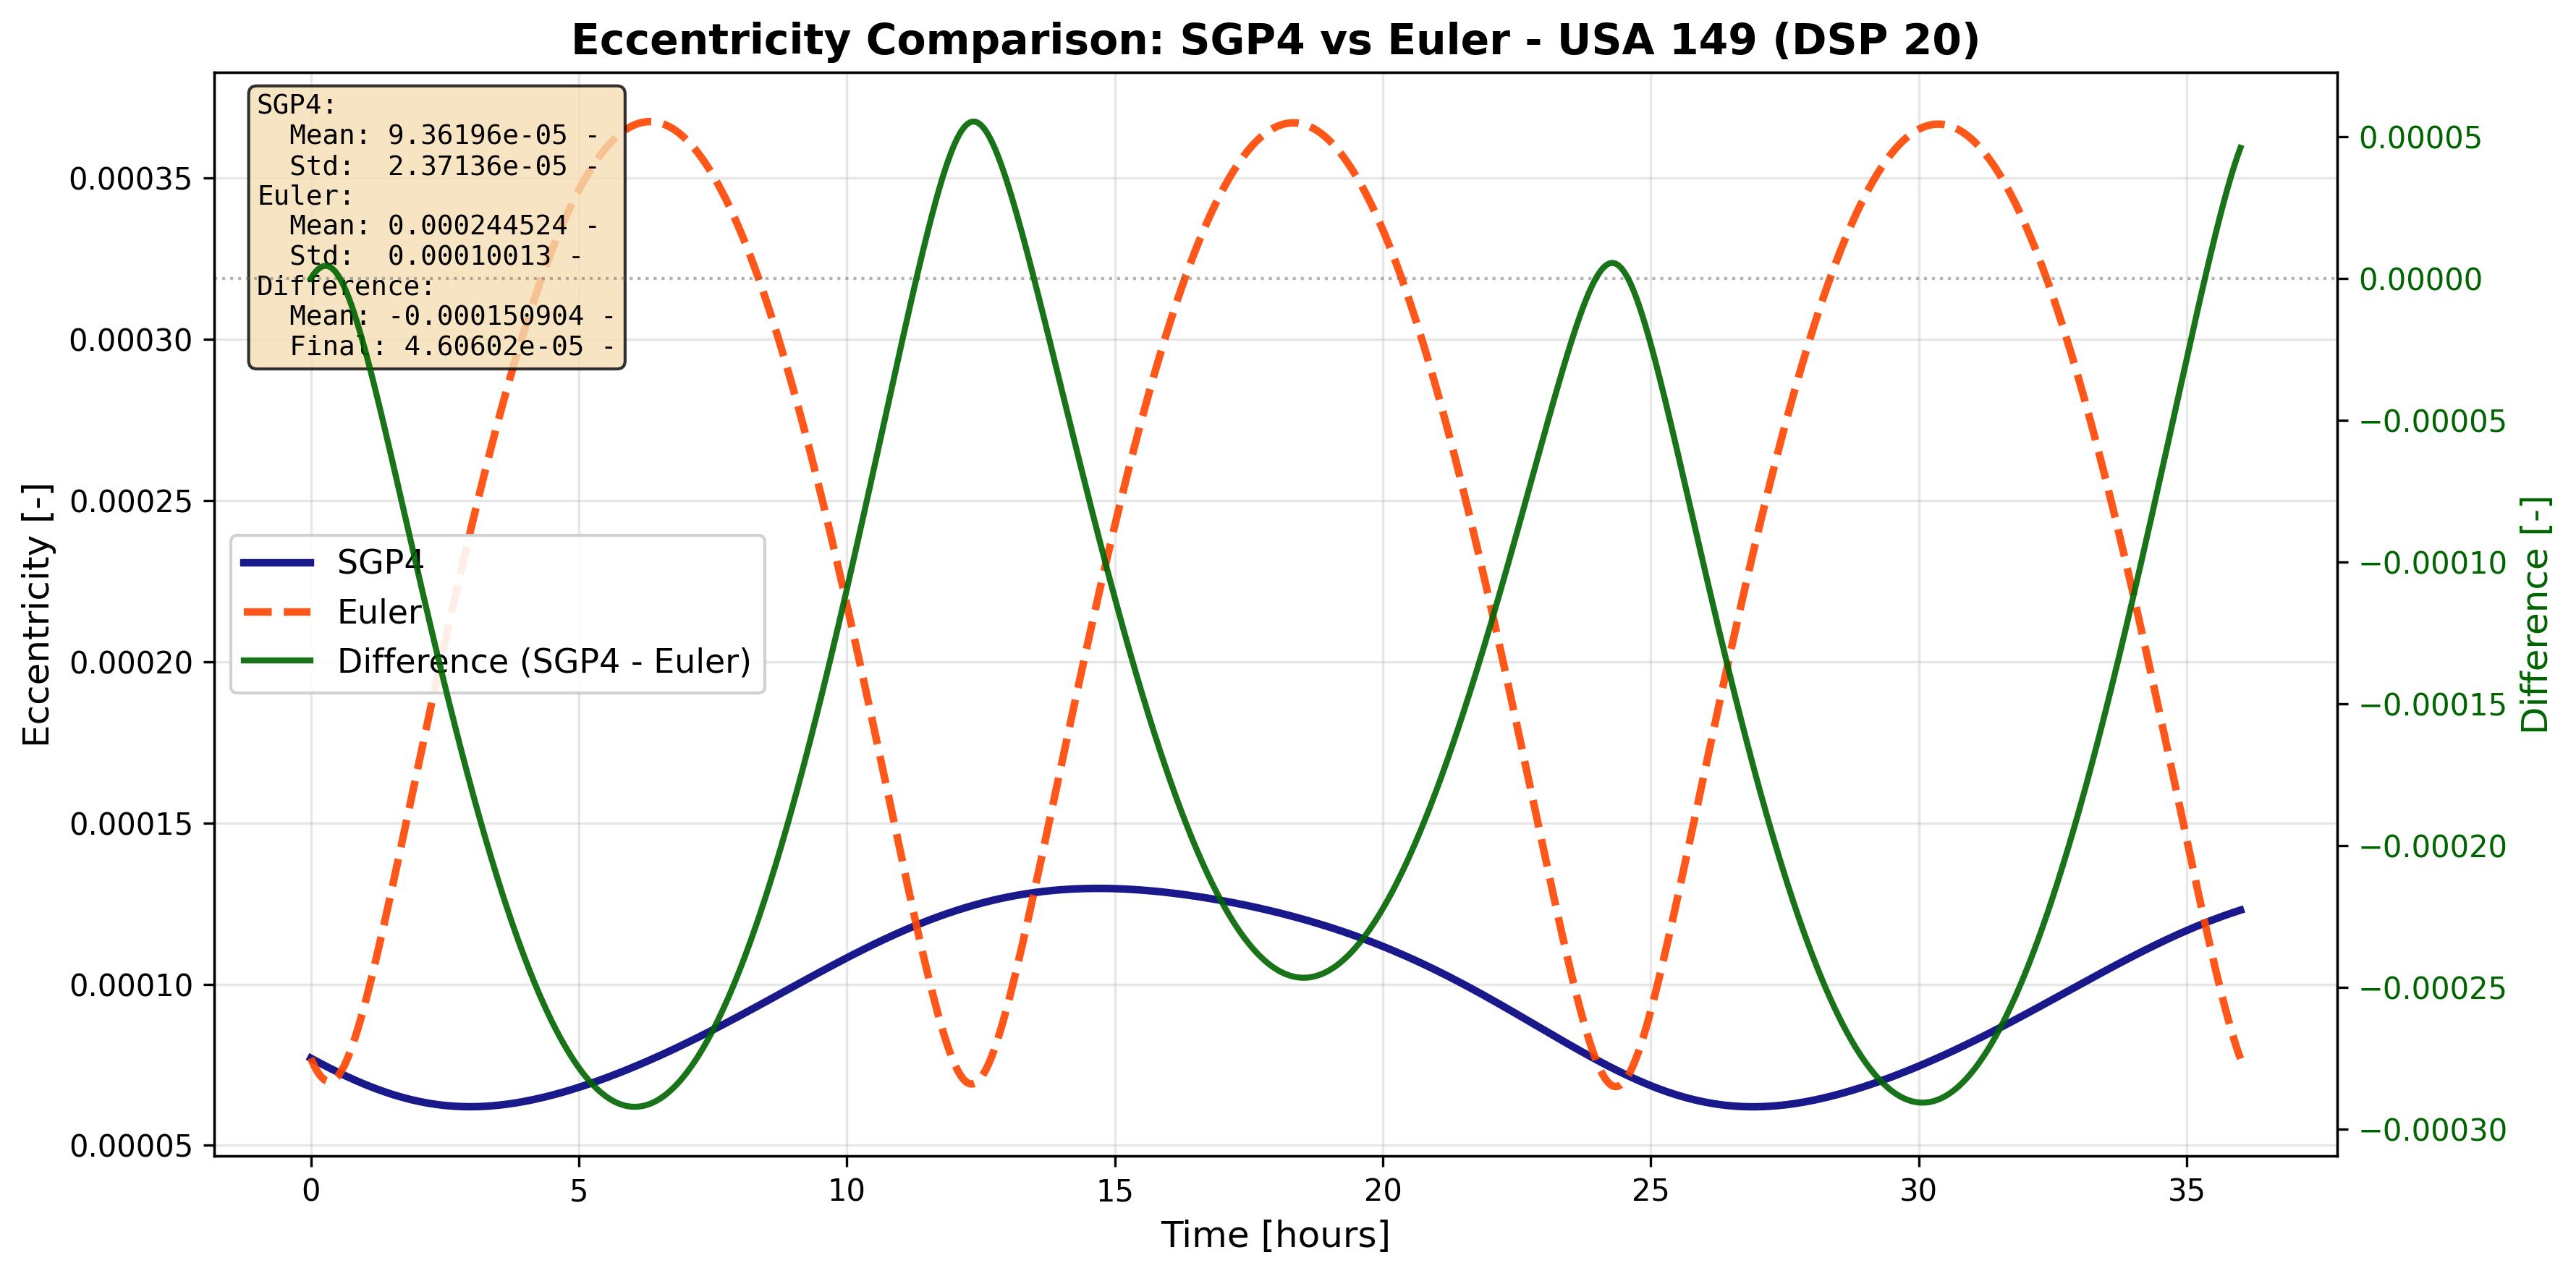 Eccentricity Comparison: SGP4 vs Euler - USA 149 (DSP 20)
SGP4:
Mean: 9.36196e-05 -
Std: 2.37136e-05 -
Euler:
Mean: 0.000244524 -
Std: 0.00010013 -
Difference:
Mean: -0.000150904 -
Final: 4.60602e-05 -
SGP4
Euler
Difference (SGP4 - Euler)
Eccentricity [-]
0.00035
0.00030
0.00025
0.00020
0.00015
0.00010
0.00005
0
5
10
15
20
25
30
35
Time [hours]
0.00005
0.00000
−0.00005
−0.00010
−0.00015
−0.00020
−0.00025
−0.00030
Difference [-]